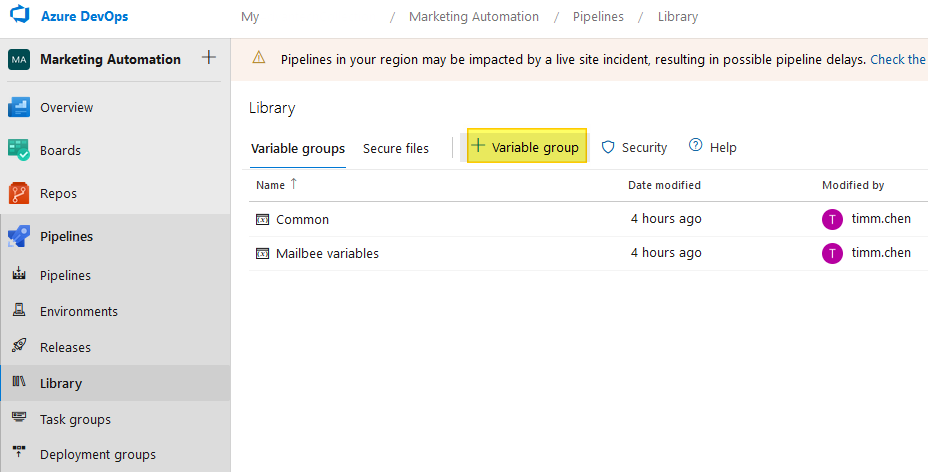 Azure DevOps
My / Marketing Automation / Pipelines / Library
MA Marketing Automation +
Pipelines in your region may be impacted by a live site incident, resulting in possible pipeline delays. Check the
Overview
Boards
Repos
Pipelines
Pipelines
Environments
Releases
Library
Task groups
Deployment groups
Library
Variable groups Secure files + Variable group Security Help
Name ↑ Date modified Modified by
Common 4 hours ago T timm.chen
Mailbee variables 4 hours ago T timm.chen